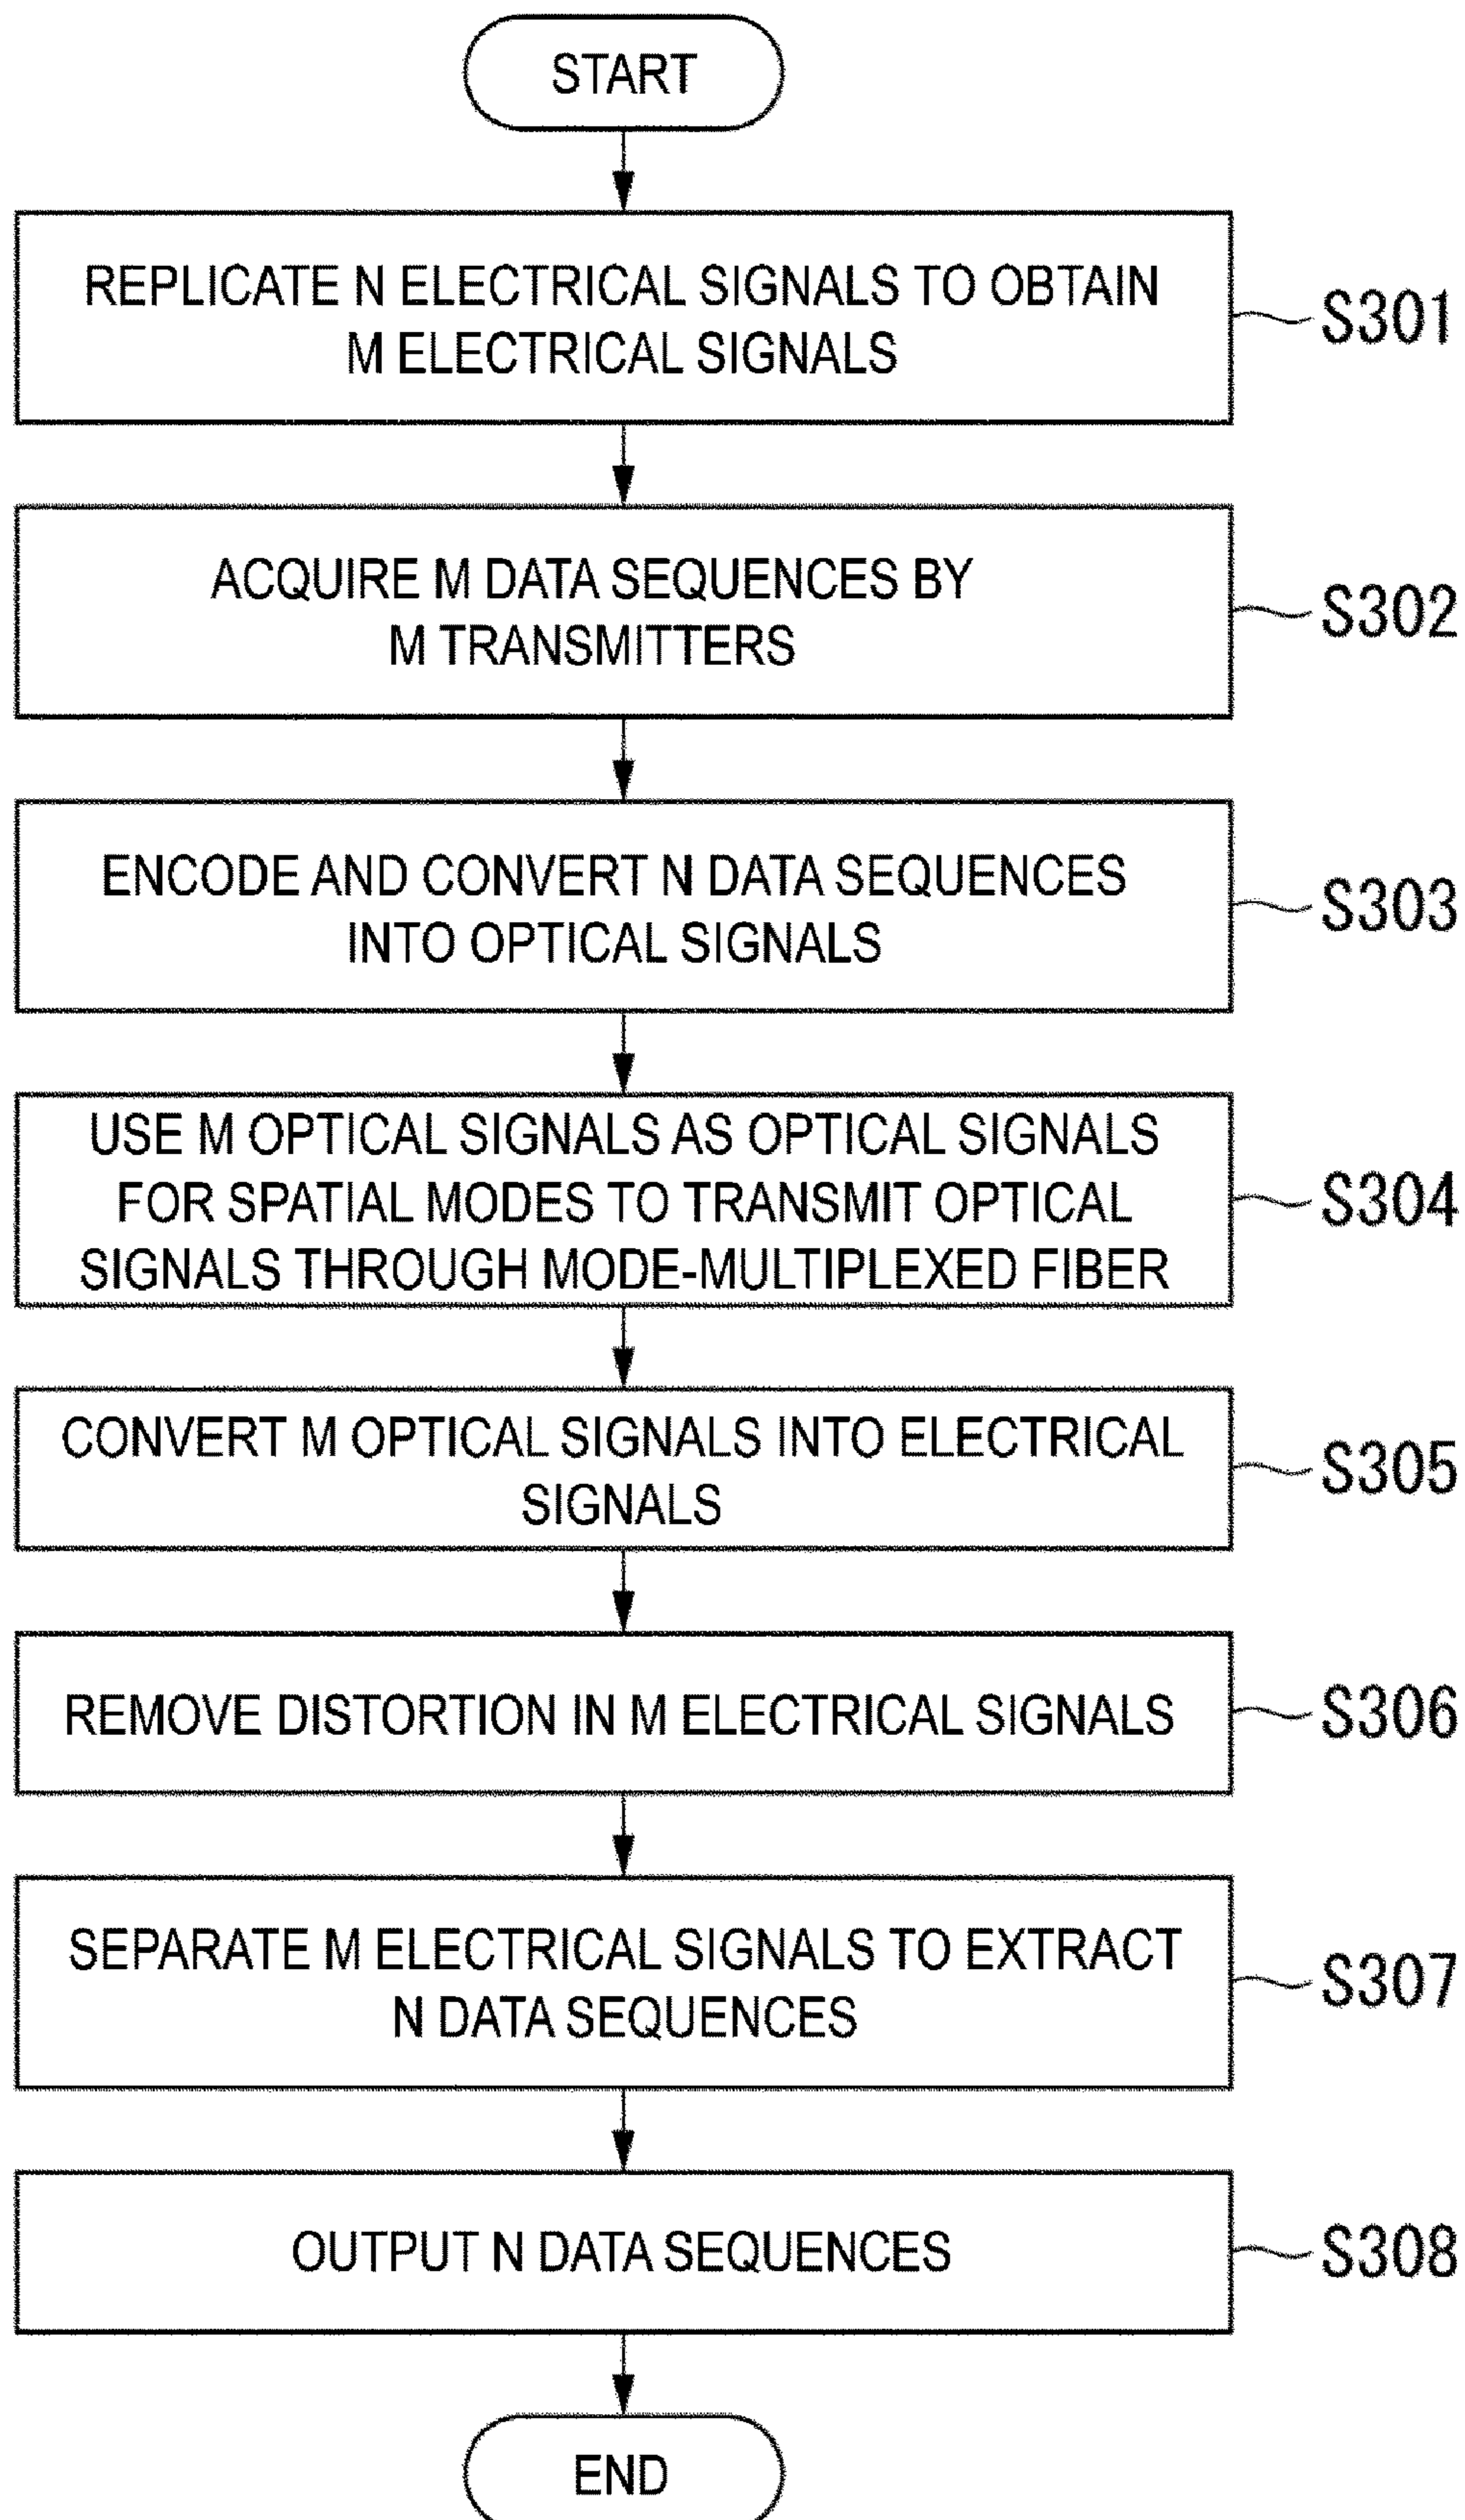 START
REPLICATE N ELECTRICAL SIGNALS TO OBTAIN
M ELECTRICAL SIGNALS
S301
ACQUIRE M DATA SEQUENCES BY
M TRANSMITTERS
S302
ENCODE AND CONVERT N DATA SEQUENCES
INTO OPTICAL SIGNALS
S303
USE M OPTICAL SIGNALS AS OPTICAL SIGNALS
FOR SPATIAL MODES TO TRANSMIT OPTICAL
SIGNALS THROUGH MODE-MULTIPLEXED FIBER
S304
CONVERT M OPTICAL SIGNALS INTO ELECTRICAL
SIGNALS
S305
REMOVE DISTORTION IN M ELECTRICAL SIGNALS
S306
SEPARATE M ELECTRICAL SIGNALS TO EXTRACT
N DATA SEQUENCES
S307
OUTPUT N DATA SEQUENCES
S308
END